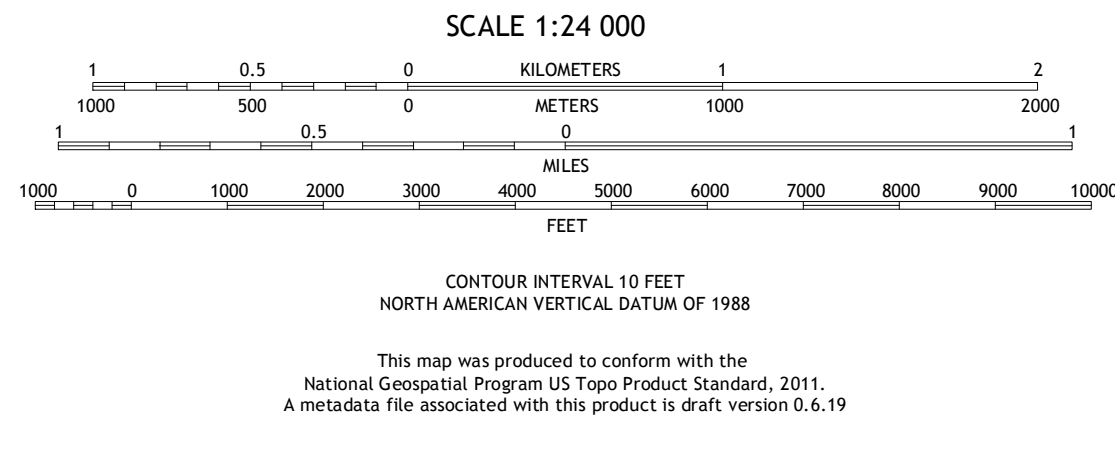 SCALE 1:24 000
1 0.5 0 KILOMETERS 1 2
1000 500 0 METERS 1000 2000
1 0.5 0 1
MILES
1000 0 1000 2000 3000 4000 5000 6000 7000 8000 9000 10000
FEET
CONTOUR INTERVAL 10 FEET
NORTH AMERICAN VERTICAL DATUM OF 1988
This map was produced to conform with the
National Geospatial Program US Topo Product Standard, 2011.
A metadata file associated with this product is draft version 0.6.19